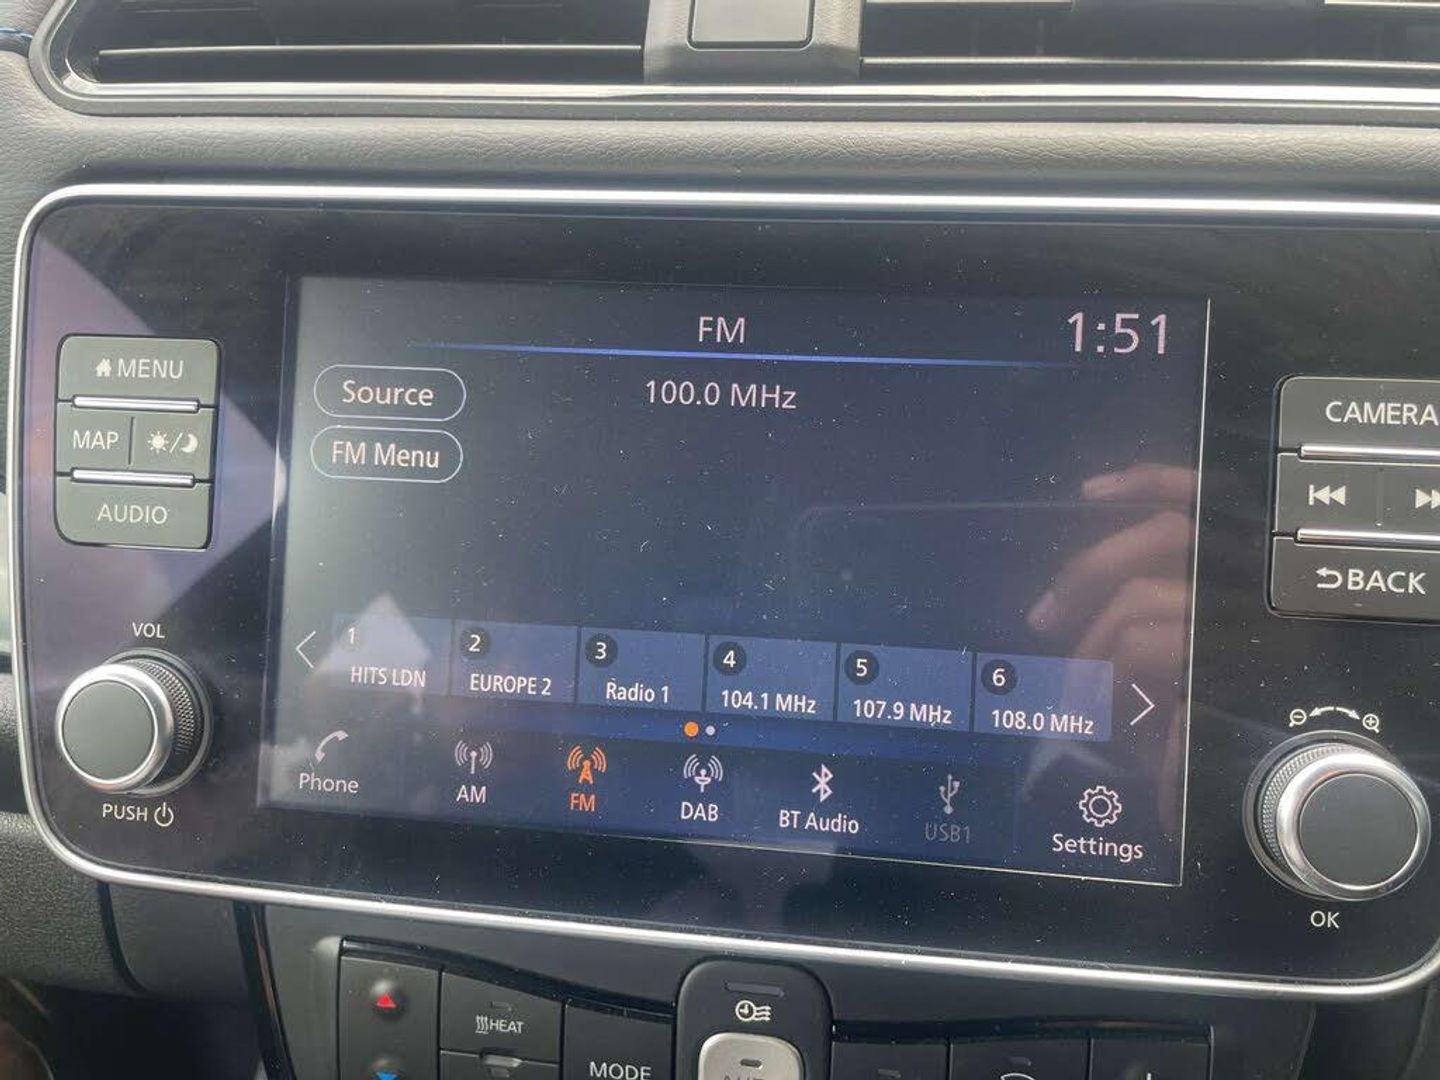 FM
1:51
Source
100.0 MHz
FM Menu
MENU
MAP
AUDIO
VOL
PUSH
CAMERA
BACK
OK
1
HITS LDN
2
EUROPE 2
3
Radio 1
4
104.1 MHz
5
107.9 MHz
6
108.0 MHz
Phone
AM
FM
DAB
BT Audio
USB1
Settings
HEAT
MODE